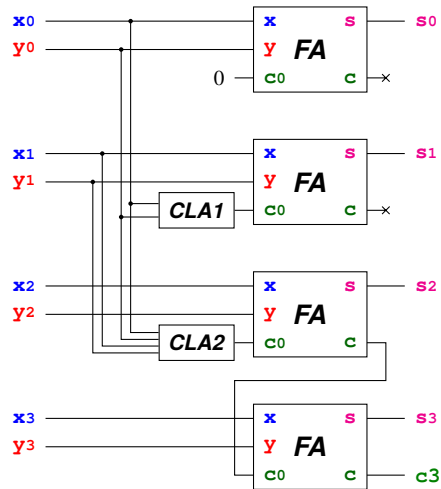 x0 x s s0
y0 y FA
0 c0 c ×
x1 x s s1
y1 y FA
CLA1 c0 c ×
x2 x s s2
y2 y FA
CLA2 c0 c
x3 x s s3
y3 y FA
c0 c c3